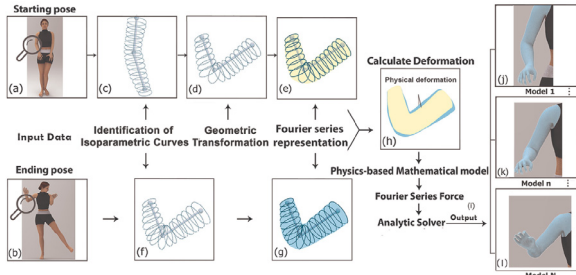 Starting pose
(a)
(c)
(d)
(e)
Calculate Deformation
Physical deformation
(h)
(j)
Model 1
Input Data
Identification of
Isoparametric Curves
Geometric
Transformation
Fourier series
representation
(k)
Model n
Ending pose
(b)
(f)
(g)
Physics-based Mathematical model
Fourier Series Force
(i)
Analytic Solver
Output
(l)
Model N